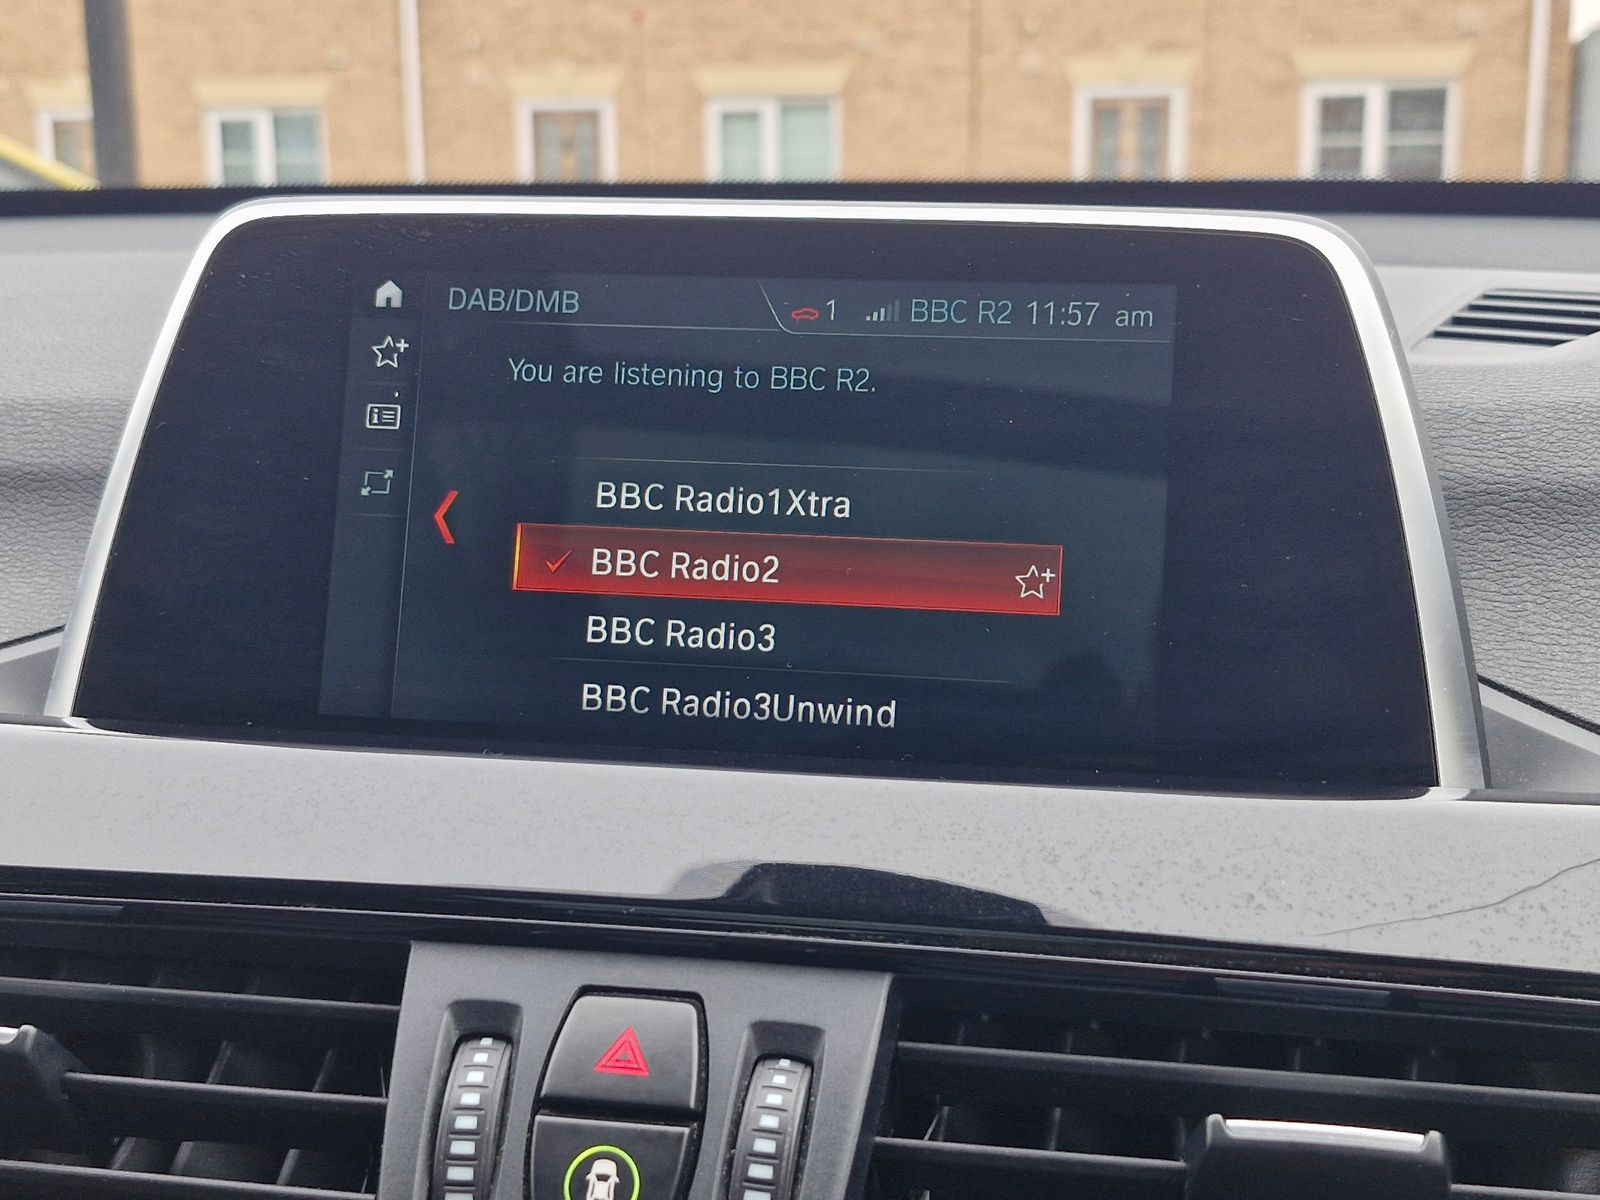 DAB/DMB 1 BBC R2 11:57 am
You are listening to BBC R2.
BBC Radio1Xtra
BBC Radio2
BBC Radio3
BBC Radio3Unwind